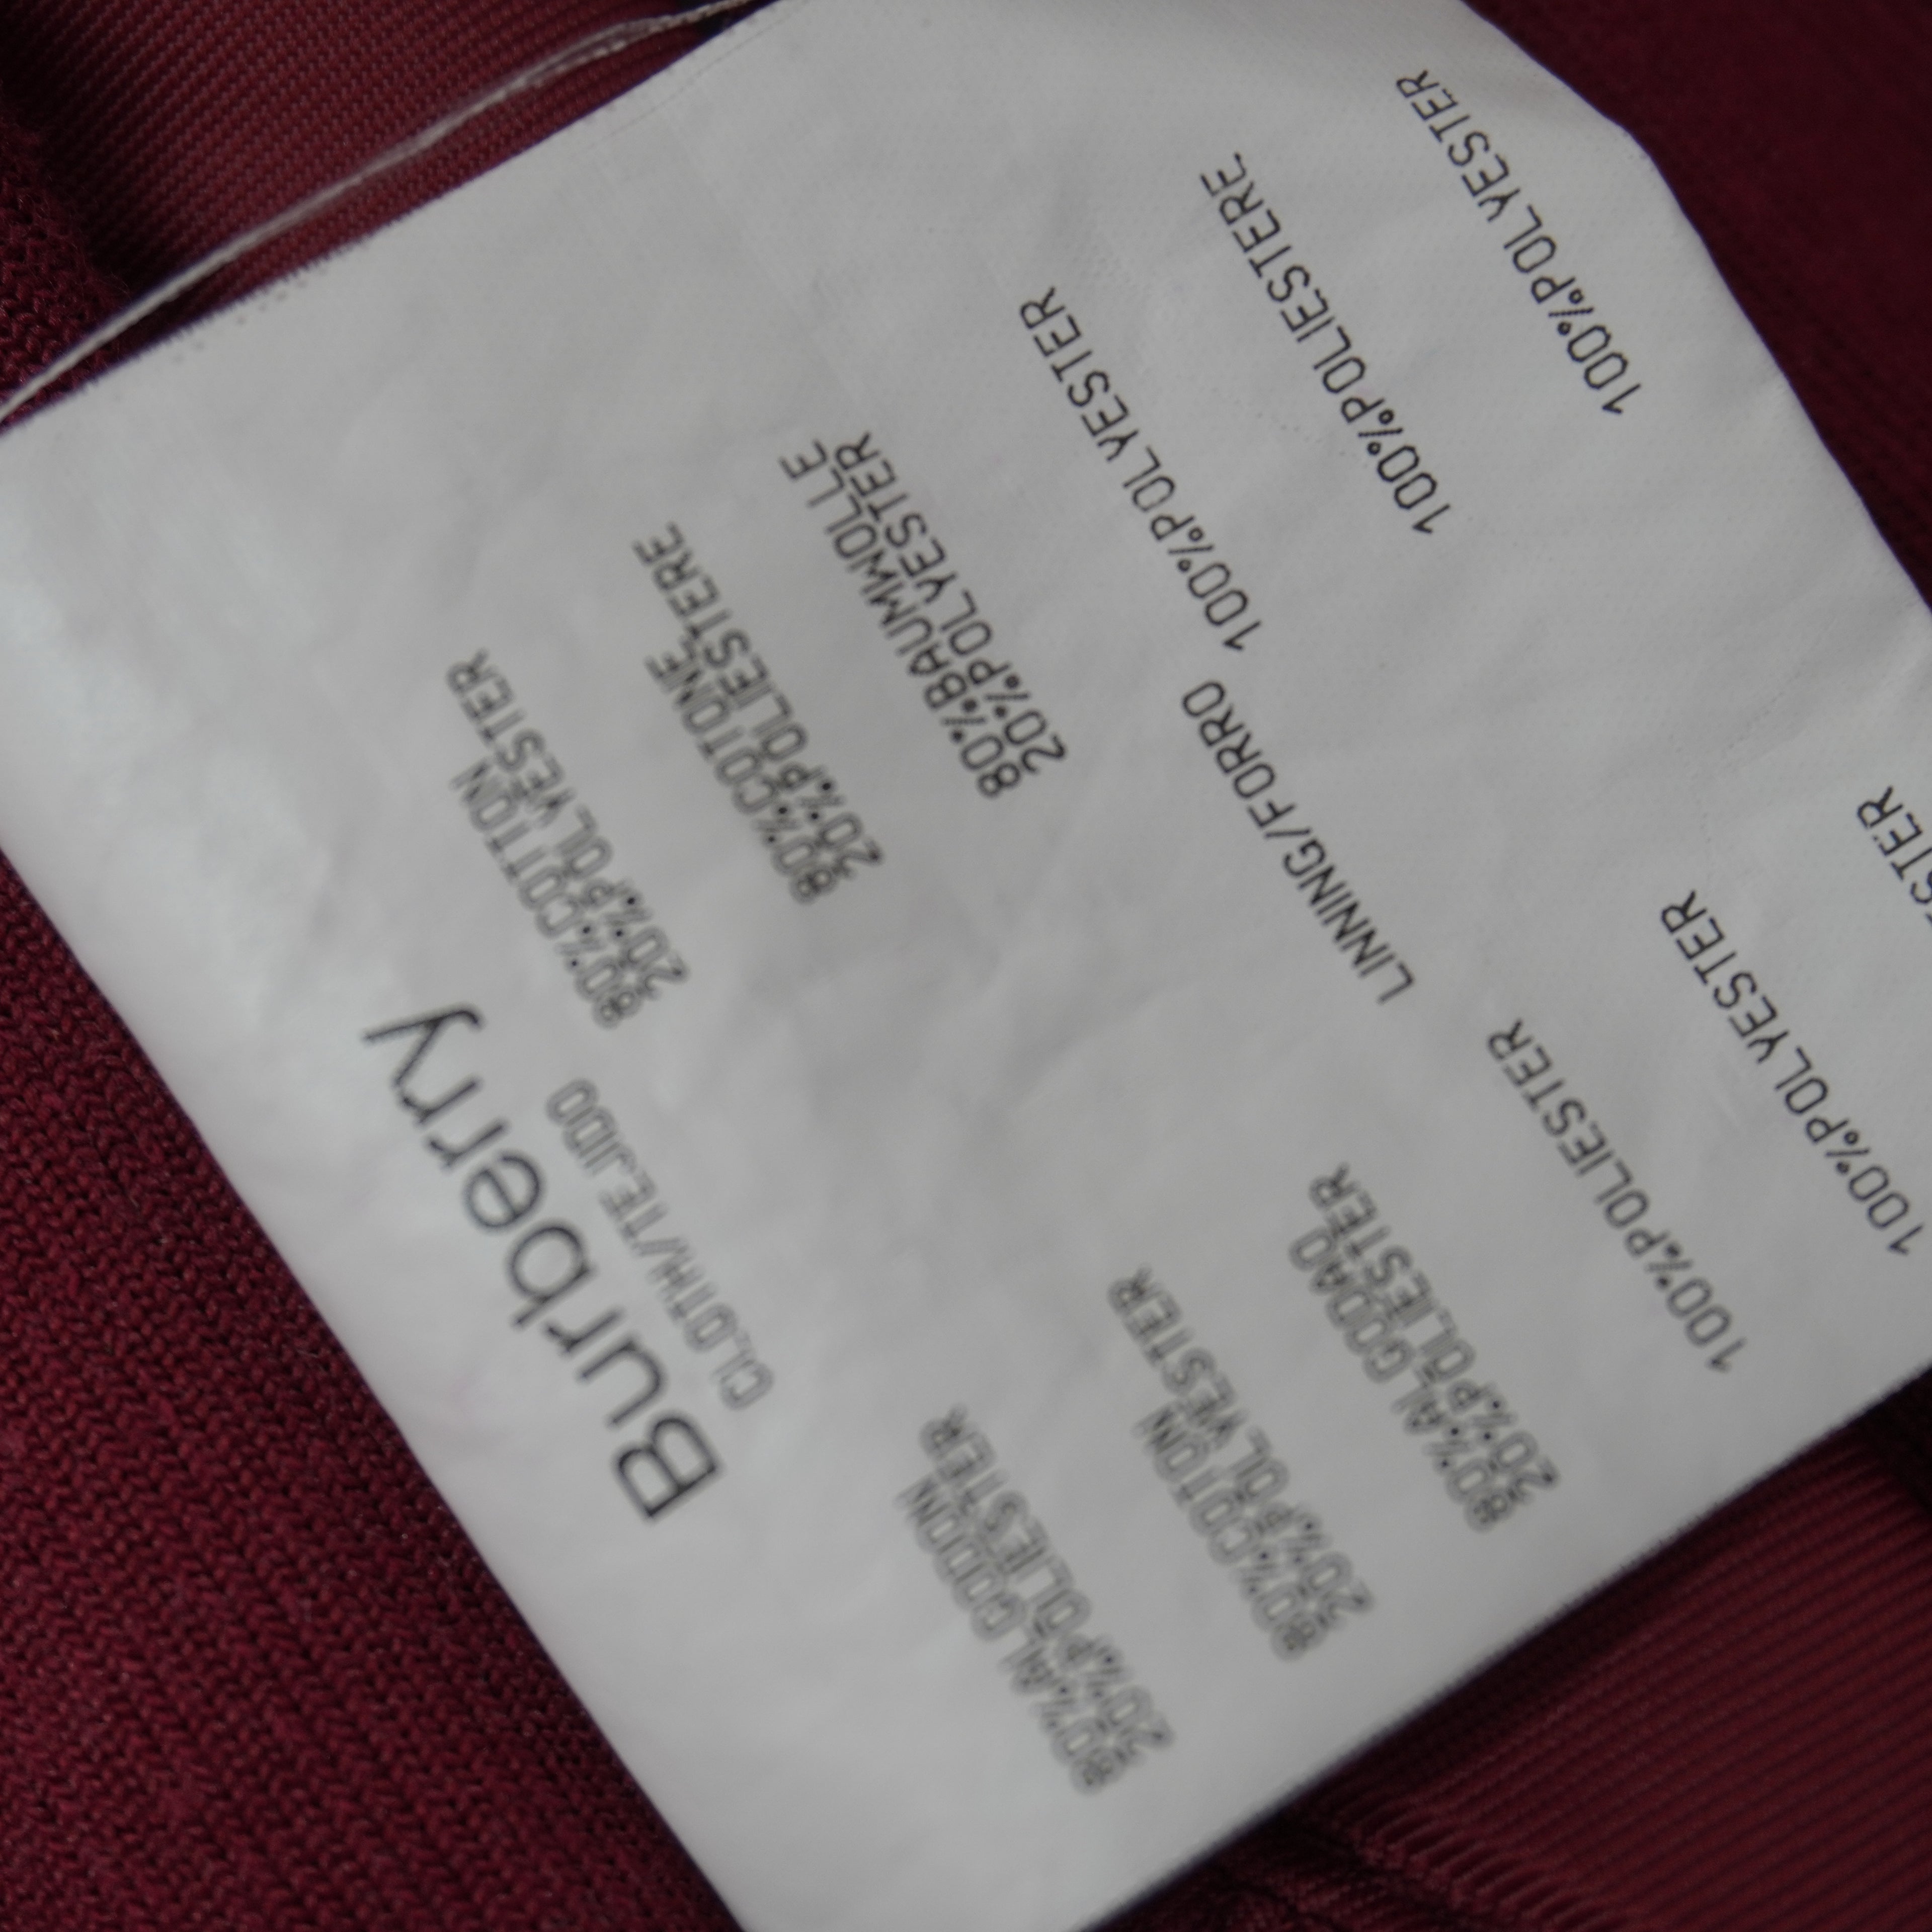 Burberry
CLOTH/TEJIDO
80%ALGODON
20%POLIESTER
80%COTTON
20%POLYESTER
80%COTON
20%POLYESTER
80%COTONE
20%POLIESTERE
80%ALGODAO
20%POLIESTER
80%BAUMWOLLE
20%POLYESTER
LINNING/FORRO
100%POLIESTER
100%POLYESTER
100%POLYESTER
100%POLIESTERE
100%POLYESTER